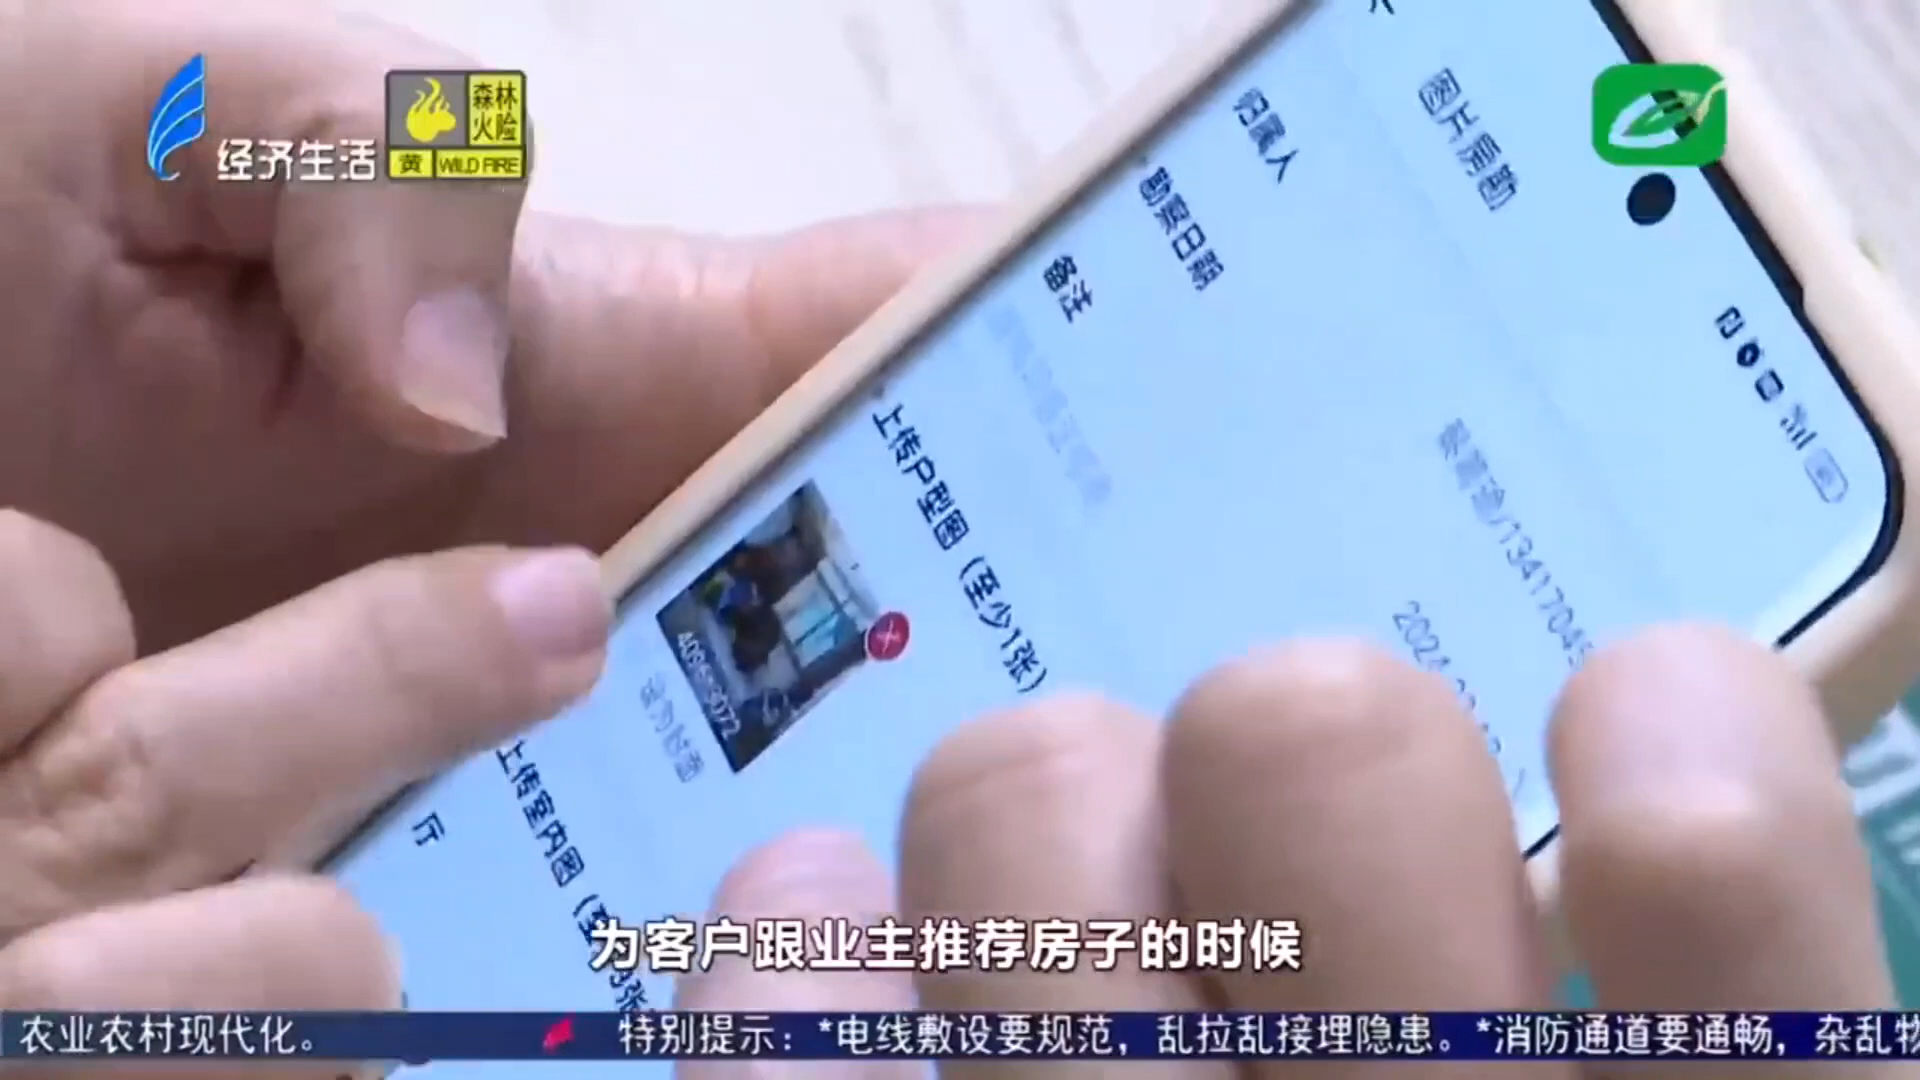 经济生活
森林
火险
黄 WILD FIRE
图片房勘
归属人
勘察日期
备注
上传户型图（至少1张）
上传室内图
厅
为客户跟业主推荐房子的时候
农业农村现代化。 特别提示：*电线敷设要规范，乱拉乱接埋隐患。*消防通道要通畅，杂乱物